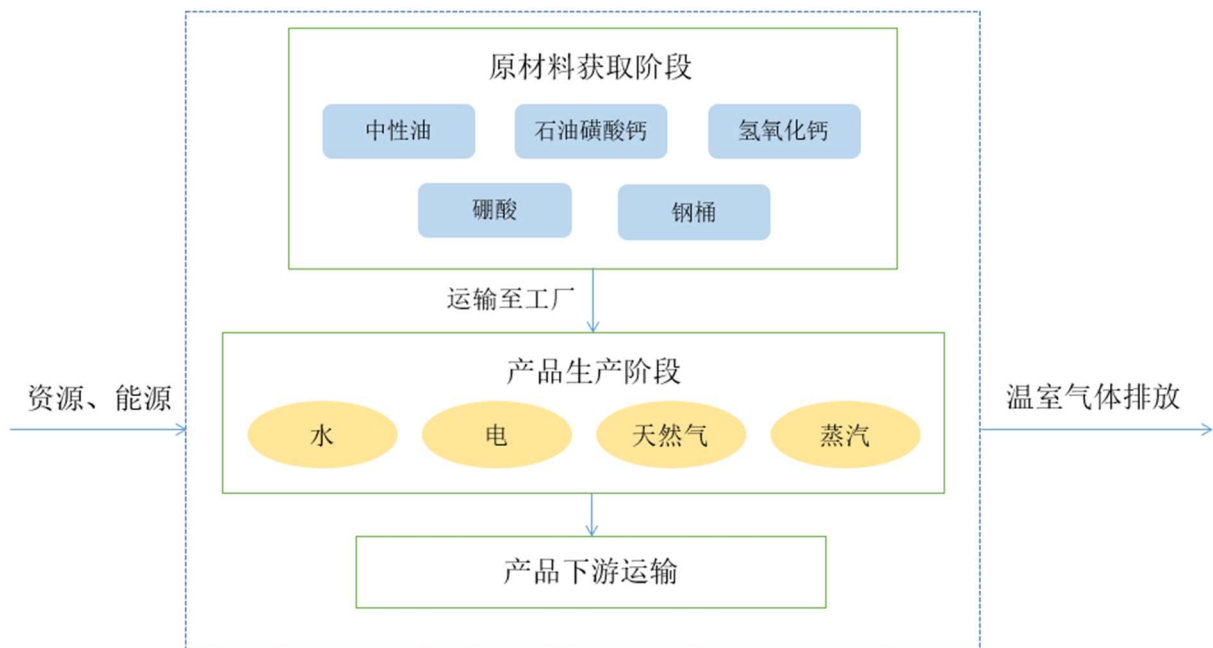 原材料获取阶段
中性油
石油磺酸钙
氢氧化钙
硼酸
钢桶
运输至工厂
产品生产阶段
资源、能源
温室气体排放
水
电
天然气
蒸汽
产品下游运输